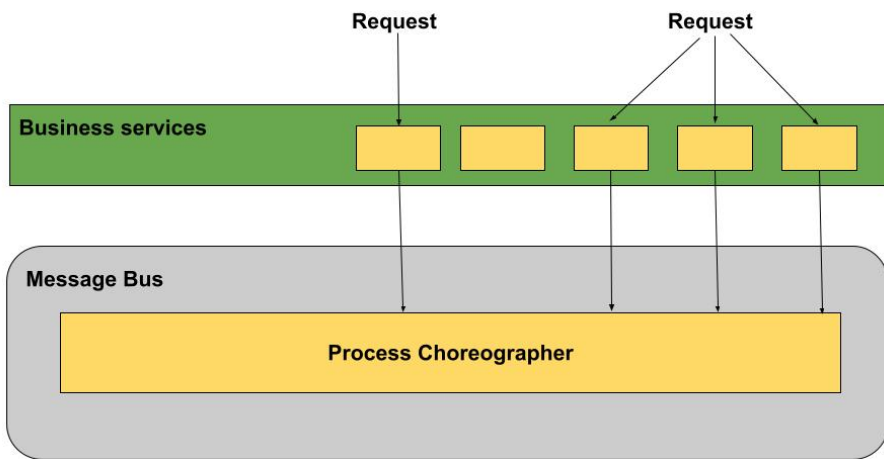 Request
Request
Business services
Message Bus
Process Choreographer